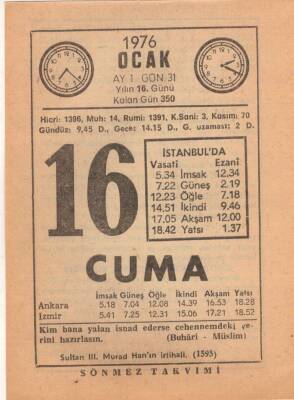 1976
OCAK
AY 1 GÜN 31
Yılın 16. Günü
Kalan Gün 350
Hicri: 1396, Muh: 14, Rumi: 1391, K.Sani: 3, Kasım: 70
Gündüz: 9,45 D., Gece: 14.15 D., G. uzaması: 2 D.
16
İSTANBUL'DA
Vasati Ezani
5.34 İmsak 12.34
7.22 Güneş 2.19
12.23 Öğle 7.18
14.51 İkindi 9.46
17.05 Akşam 12.00
18.42 Yatsı 1.37
CUMA
İmsak Güneş Öğle İkindi Akşam Yatsı
Ankara 5.18 7.04 12.08 14.39 16.53 18.28
İzmir 5.41 7.25 12.31 15.06 17.21 18.52
Kim bana yalan isnad ederse cehennemdeki ye-
rini hazırlasın. (Buhâri - Müslim)
Sultan III. Murad Han'ın irtihali. (1595)
SÖNMEZ TAKVİMİ